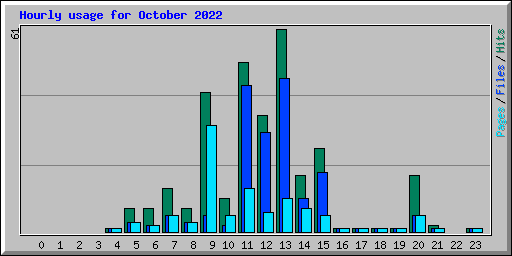 Hourly usage for October 2022
61
Pages / Files / Hits
0 1 2 3 4 5 6 7 8 9 10 11 12 13 14 15 16 17 18 19 20 21 22 23